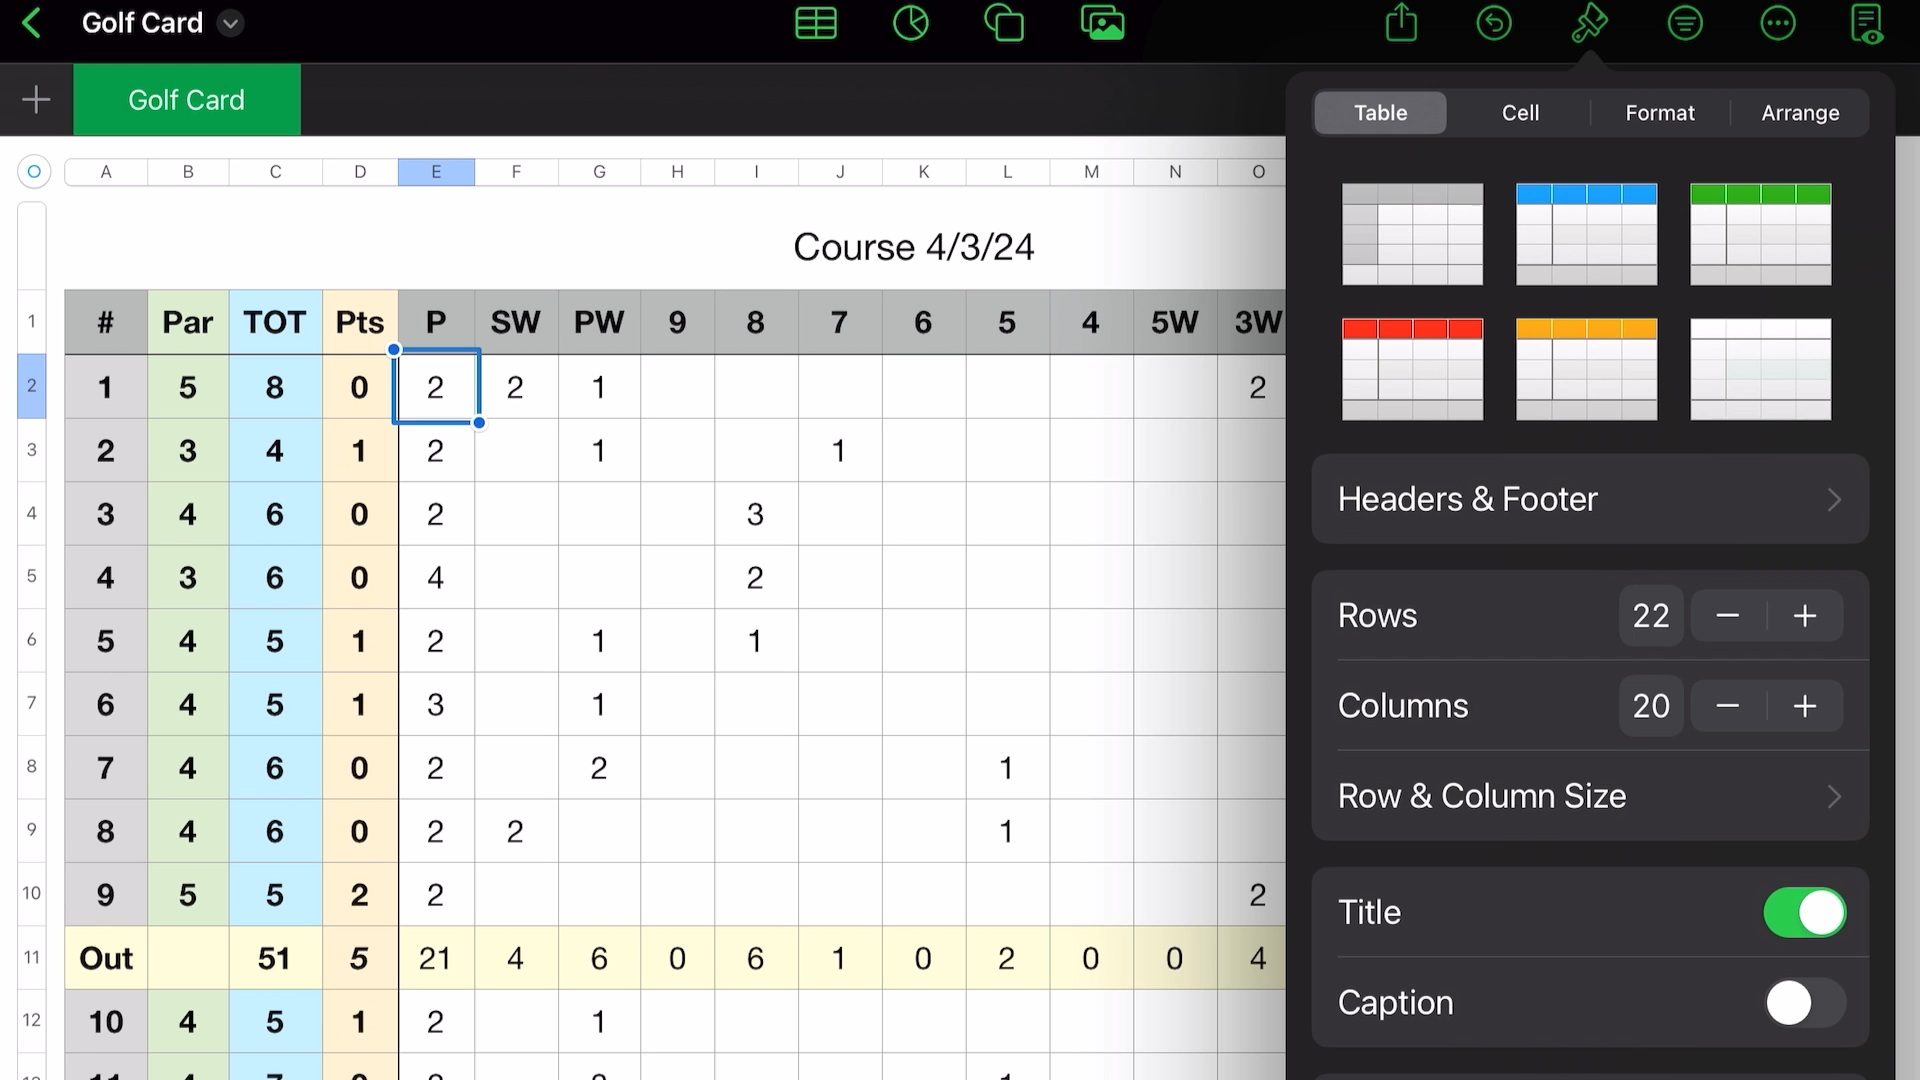 Golf Card
Golf Card
Table Cell Format Arrange
A B C D E F G H I J K L M N O
Course 4/3/24
1 # Par TOT Pts P SW PW 9 8 7 6 5 4 5W 3W
2 1 5 8 0 2 2 1 2
3 2 3 4 1 2 1 1
4 3 4 6 0 2 3
5 4 3 6 0 4 2
6 5 4 5 1 2 1 1
7 6 4 5 1 3 1
8 7 4 6 0 2 2 1
9 8 4 6 0 2 2 1
10 9 5 5 2 2 2
11 Out 51 5 21 4 6 0 6 1 0 2 0 0 4
12 10 4 5 1 2 1
Headers & Footer
Rows 22 − +
Columns 20 − +
Row & Column Size
Title
Caption